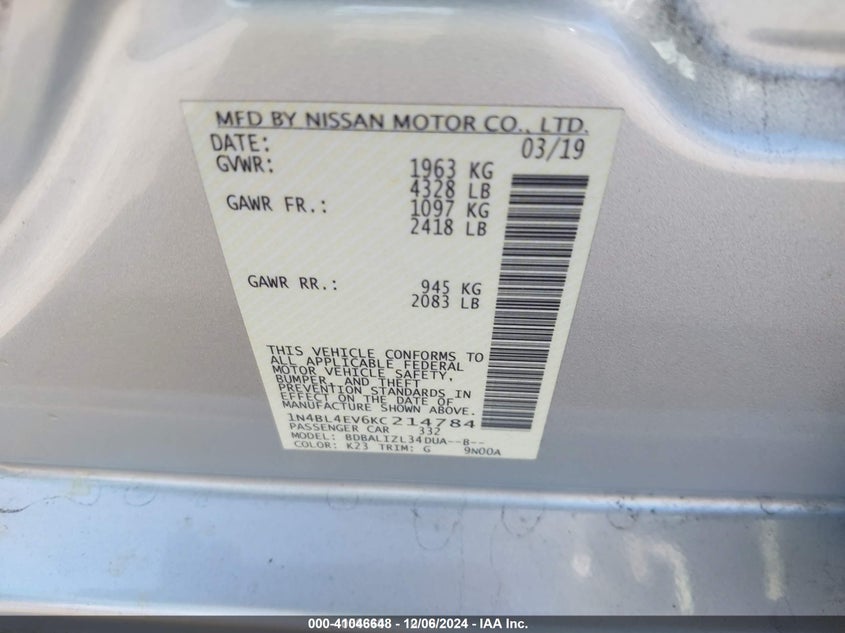 MFD BY NISSAN MOTOR CO., LTD.
DATE: 03/19
GVWR: 1963 KG
4328 LB
GAWR FR.: 1097 KG
2418 LB
GAWR RR.: 945 KG
2083 LB
THIS VEHICLE CONFORMS TO
ALL APPLICABLE FEDERAL
MOTOR VEHICLE SAFETY,
BUMPER, AND THEFT
PREVENTION STANDARDS IN
EFFECT ON THE DATE OF
MANUFACTURE SHOWN ABOVE.
1N4BL4EV6KC214784
PASSENGER CAR 332
MODEL: BDBALIZL34DUA--B--
COLOR: K23 TRIM: G 9N00A
000-41046648 - 12/06/2024 - IAA Inc.